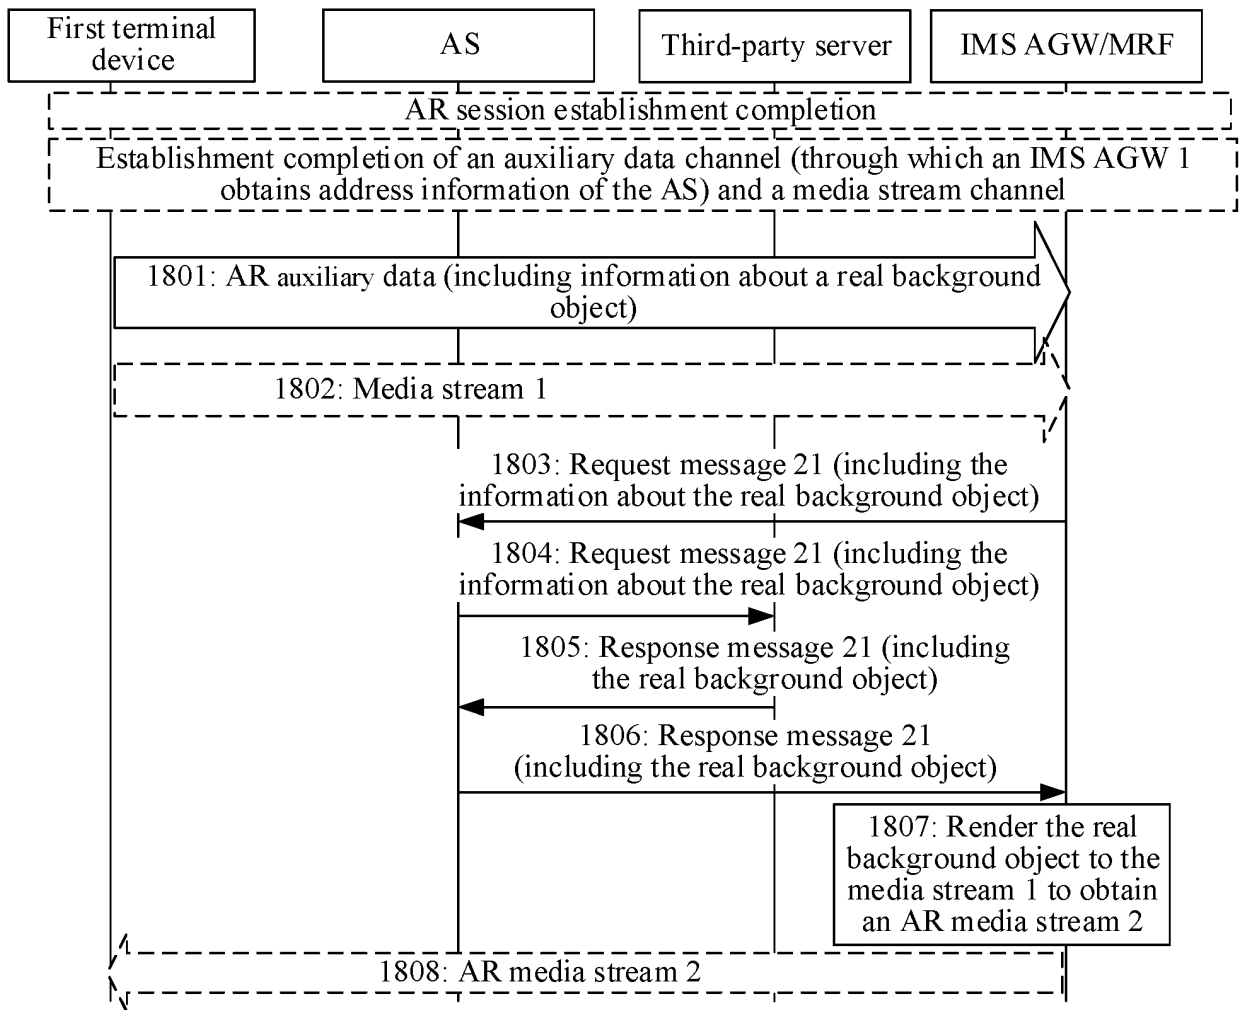 First terminal
device
AS
Third-party server
IMS AGW/MRF
AR session establishment completion
Establishment completion of an auxiliary data channel (through which an IMS AGW 1
obtains address information of the AS) and a media stream channel
1801: AR auxiliary data (including information about a real background
object)
1802: Media stream 1
1803: Request message 21 (including the
information about the real background object)
1804: Request message 21 (including the
information about the real background object)
1805: Response message 21 (including
the real background object)
1806: Response message 21
(including the real background object)
1807: Render the real
background object to the
media stream 1 to obtain
an AR media stream 2
1808: AR media stream 2